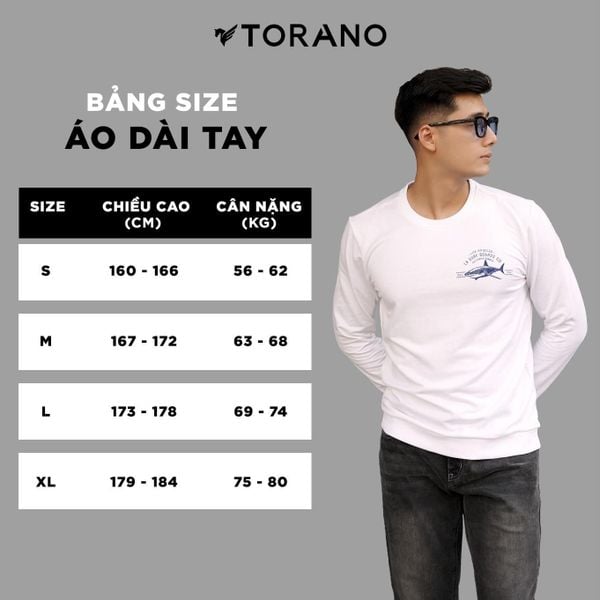 TORANO
BẢNG SIZE
ÁO DÀI TAY
SIZE CHIỀU CAO (CM) CÂN NẶNG (KG)
S 160 - 166 56 - 62
M 167 - 172 63 - 68
L 173 - 178 69 - 74
XL 179 - 184 75 - 80